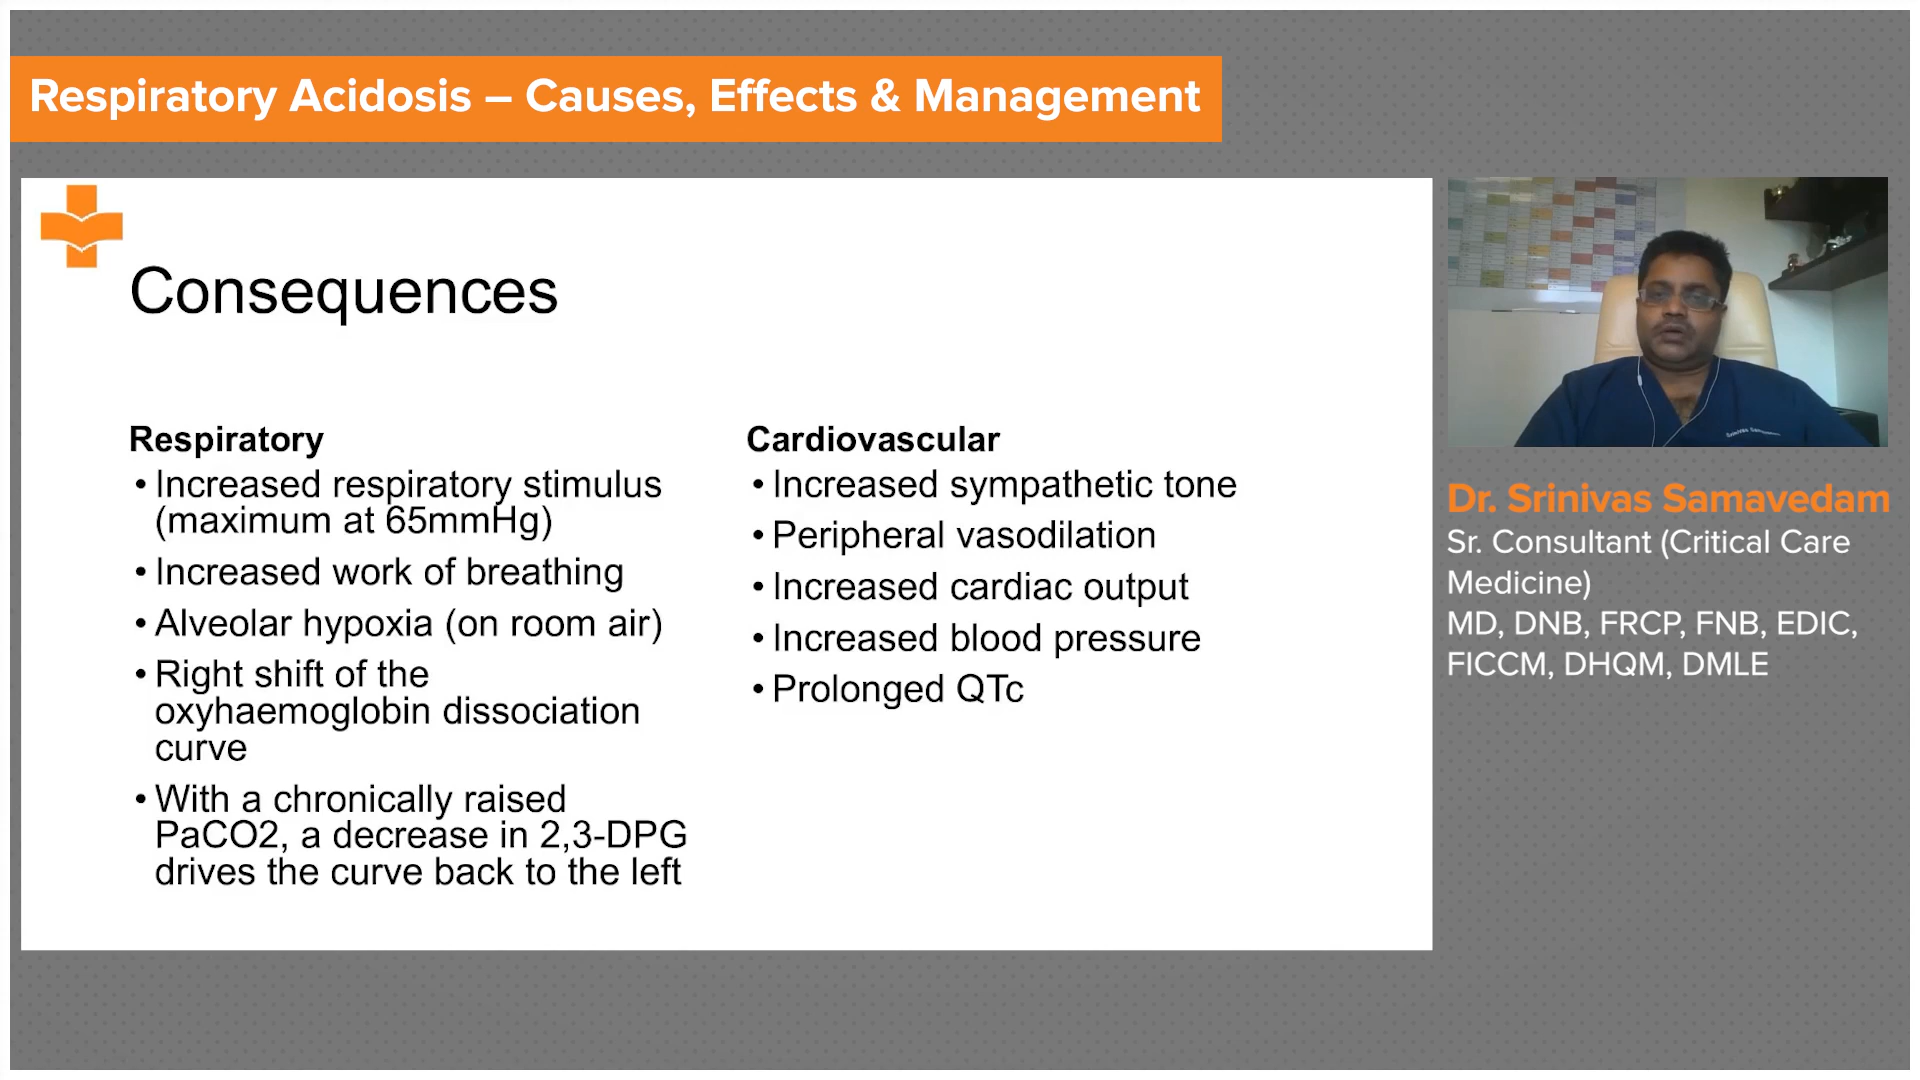 Respiratory Acidosis – Causes, Effects & Management
Consequences
Respiratory
• Increased respiratory stimulus
(maximum at 65mmHg)
• Increased work of breathing
• Alveolar hypoxia (on room air)
• Right shift of the
oxyhaemoglobin dissociation
curve
• With a chronically raised
PaCO2, a decrease in 2,3-DPG
drives the curve back to the left
Cardiovascular
• Increased sympathetic tone
• Peripheral vasodilation
• Increased cardiac output
• Increased blood pressure
• Prolonged QTc
Dr. Srinivas Samavedam
Sr. Consultant (Critical Care
Medicine)
MD, DNB, FRCP, FNB, EDIC,
FICCM, DHQM, DMLE